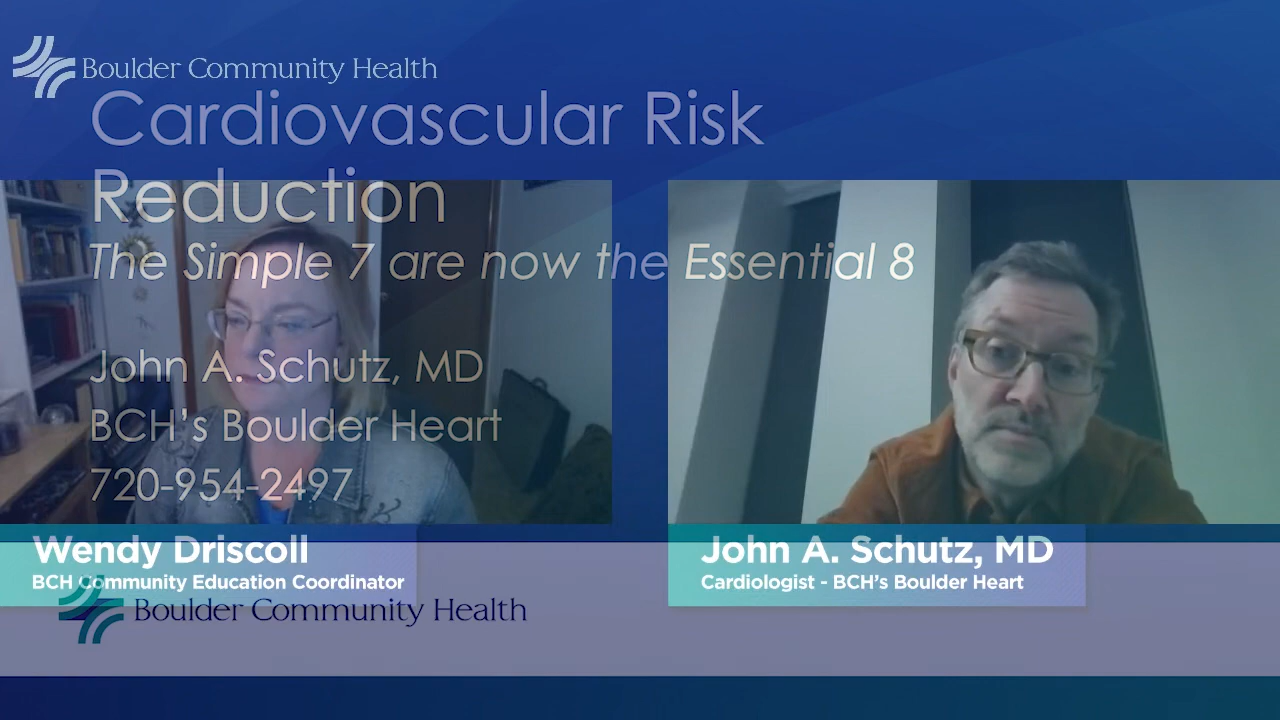 Boulder Community Health
Cardiovascular Risk
Reduction
The Simple 7 are now the Essential 8
John A. Schutz, MD
BCH's Boulder Heart
720-954-2497
Wendy Driscoll
BCH Community Education Coordinator
John A. Schutz, MD
Cardiologist - BCH's Boulder Heart
Boulder Community Health